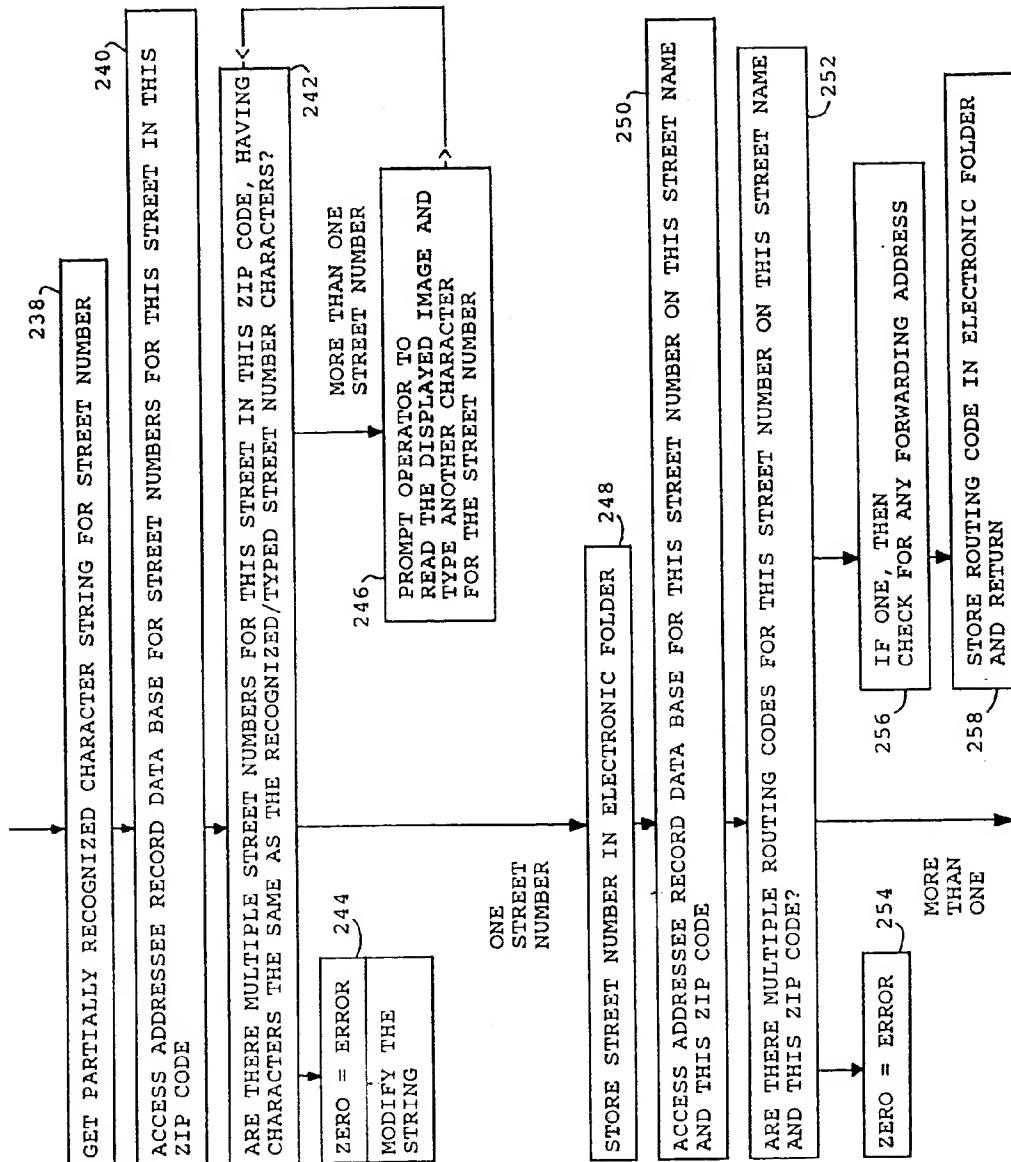 238
GET PARTIALLY RECOGNIZED CHARACTER STRING FOR STREET NUMBER
240
ACCESS ADDRESSEE RECORD DATA BASE FOR STREET NUMBERS FOR THIS STREET IN THIS
ZIP CODE
242
ARE THERE MULTIPLE STREET NUMBERS FOR THIS STREET IN THIS ZIP CODE, HAVING
CHARACTERS THE SAME AS THE RECOGNIZED/TYPED STREET NUMBER CHARACTERS?
244
ZERO = ERROR
MODIFY THE
STRING
MORE THAN ONE
STREET NUMBER
246
PROMPT OPERATOR TO
READ THE DISPLAYED IMAGE AND
TYPE ANOTHER CHARACTER
FOR THE STREET NUMBER
ONE
STREET
NUMBER
248
STORE STREET NUMBER IN ELECTRONIC FOLDER
250
ACCESS ADDRESSEE RECORD DATA BASE FOR THIS STREET NUMBER ON THIS STREET NAME
AND THIS ZIP CODE
252
ARE THERE MULTIPLE ROUTING CODES FOR THIS STREET NUMBER ON THIS STREET NAME
AND THIS ZIP CODE?
254
ZERO = ERROR
256
IF ONE, THEN
CHECK FOR ANY FORWARDING ADDRESS
MORE
THAN
ONE
258
STORE ROUTING CODE IN ELECTRONIC FOLDER
AND RETURN